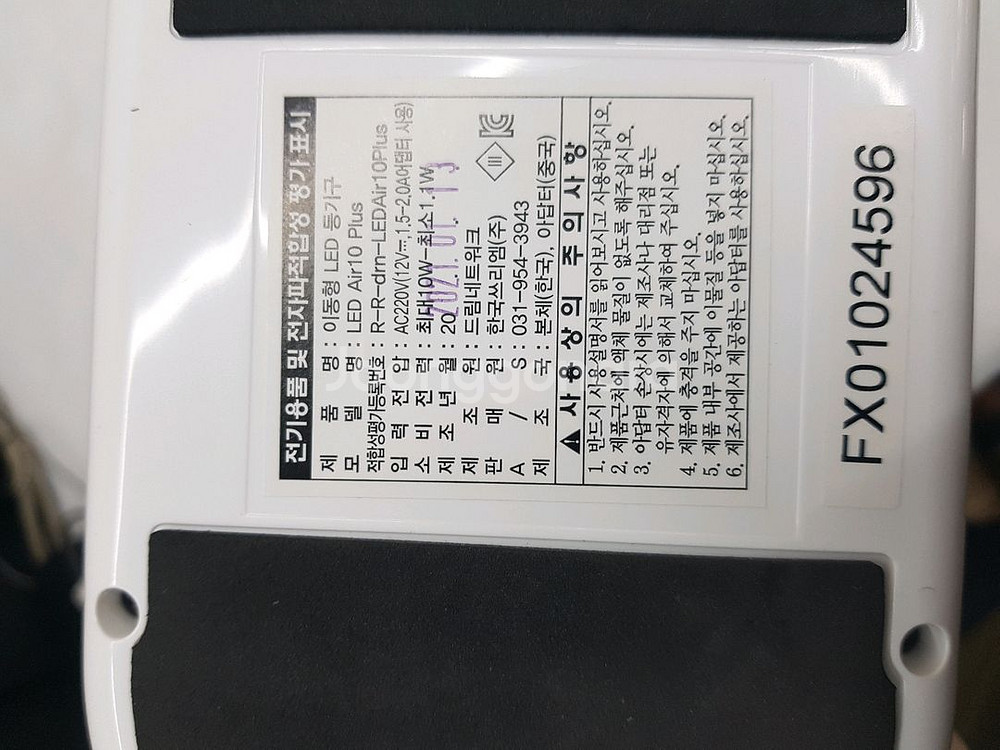 전기용품 및 전자파적합성 평가 표시
제 품 명 : 이동형 LED 등기구
모 델 명 : LED Air10 Plus
적합성평가등록번호 : R-R-drn-LEDAir10Plus
입 력 전 압 : AC220V(12V⎓,1.5-2.0A어댑터 사용)
소 비 전 력 : 최대10W-최소1.1W
제 조 년 월 : 20 2021. 01. 13
제 조 원 : 드림네트워크
판 매 원 : 한국쓰리엠(주)
A / S : 031-954-3943
제 조 국 : 본체(한국), 아답터(중국)
사 용 상 의 주 의 사 항
1. 반드시 사용설명서를 읽어보시고 사용하십시오.
2. 제품근처에 액체 물질이 없도록 해주십시오.
3. 아답터 손상시에는 제조사나 대리점 또는
유자격자에 의해서 교체하여 주십시오.
4. 제품에 충격을 주지 마십시오.
5. 제품 내부 공간에 이물질 등을 넣지 마십시오.
6. 제조사에서 제공하는 아답터를 사용하십시오.
FX01024596